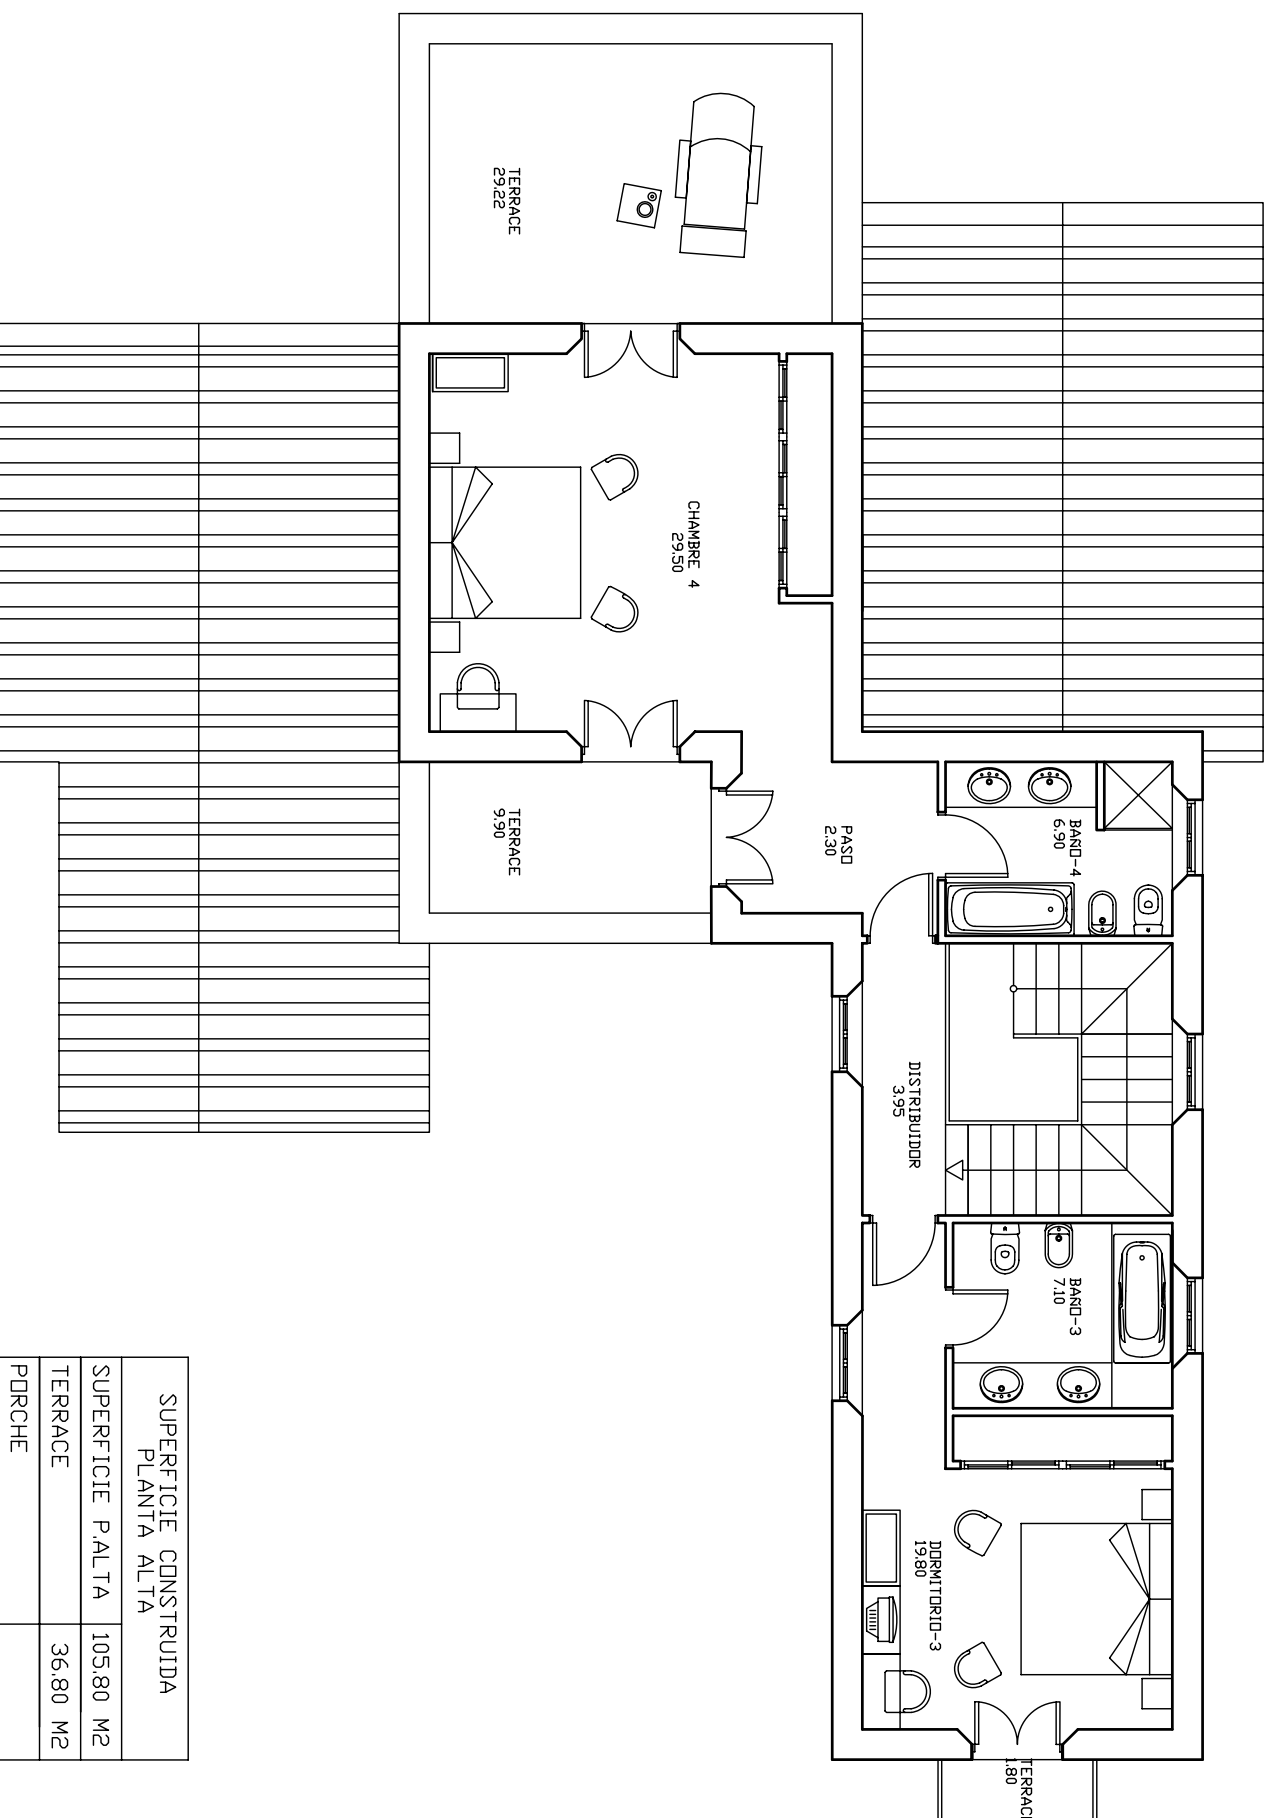 TERRACE
29.22
CHAMBRE 4
29.50
TERRACE
9.90
PASO
2.30
BAÑO-4
6.90
DISTRIBUIDOR
3.95
BAÑO-3
7.10
DORMITORIO-3
19.80
TERRACE
1.80
SUPERFICIE CONSTRUIDA
PLANTA ALTA
SUPERFICIE P.ALTA 105.80 M2
TERRACE 36.80 M2
PORCHE